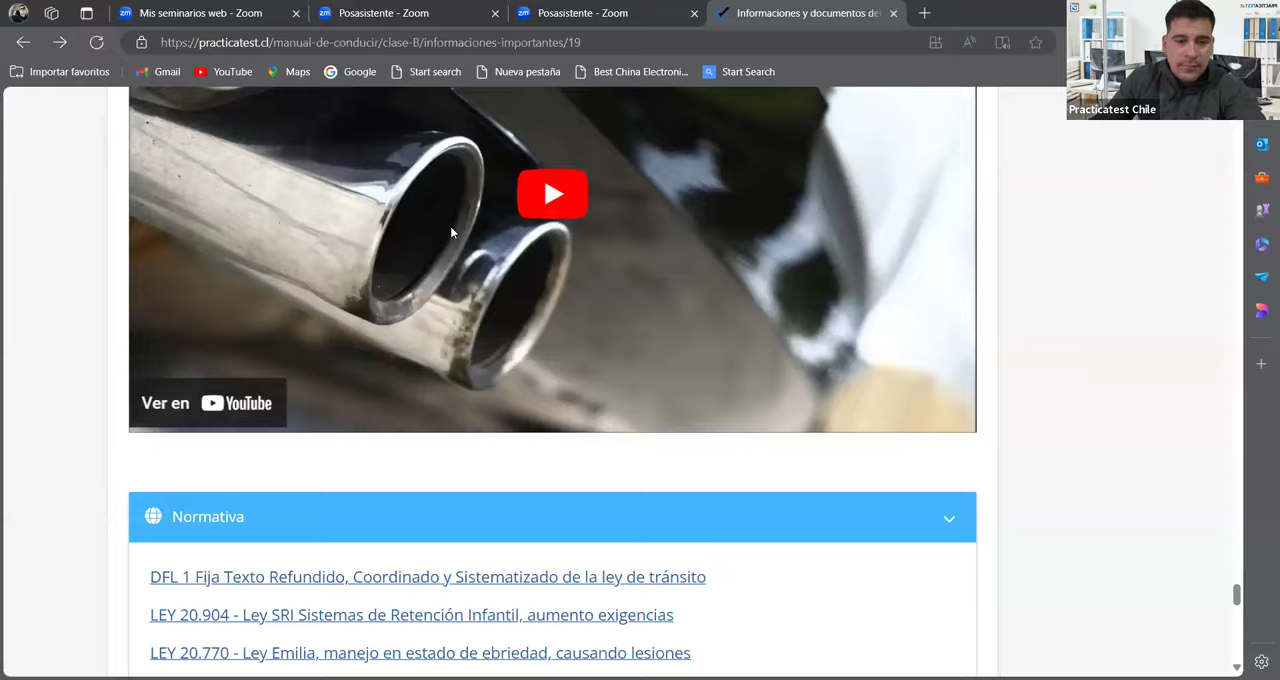 Mis seminarios web - Zoom
Posasistente - Zoom
Posasistente - Zoom
Informaciones y documentos de
https://practicatest.cl/manual-de-conducir/clase-B/informaciones-importantes/19
Importar favoritos
Gmail
YouTube
Maps
Google
Start search
Nueva pestaña
Best China Electroni...
Start Search
Practicatest Chile
Ver en YouTube
Normativa
DFL 1 Fija Texto Refundido, Coordinado y Sistematizado de la ley de tránsito
LEY 20.904 - Ley SRI Sistemas de Retención Infantil, aumento exigencias
LEY 20.770 - Ley Emilia, manejo en estado de ebriedad, causando lesiones